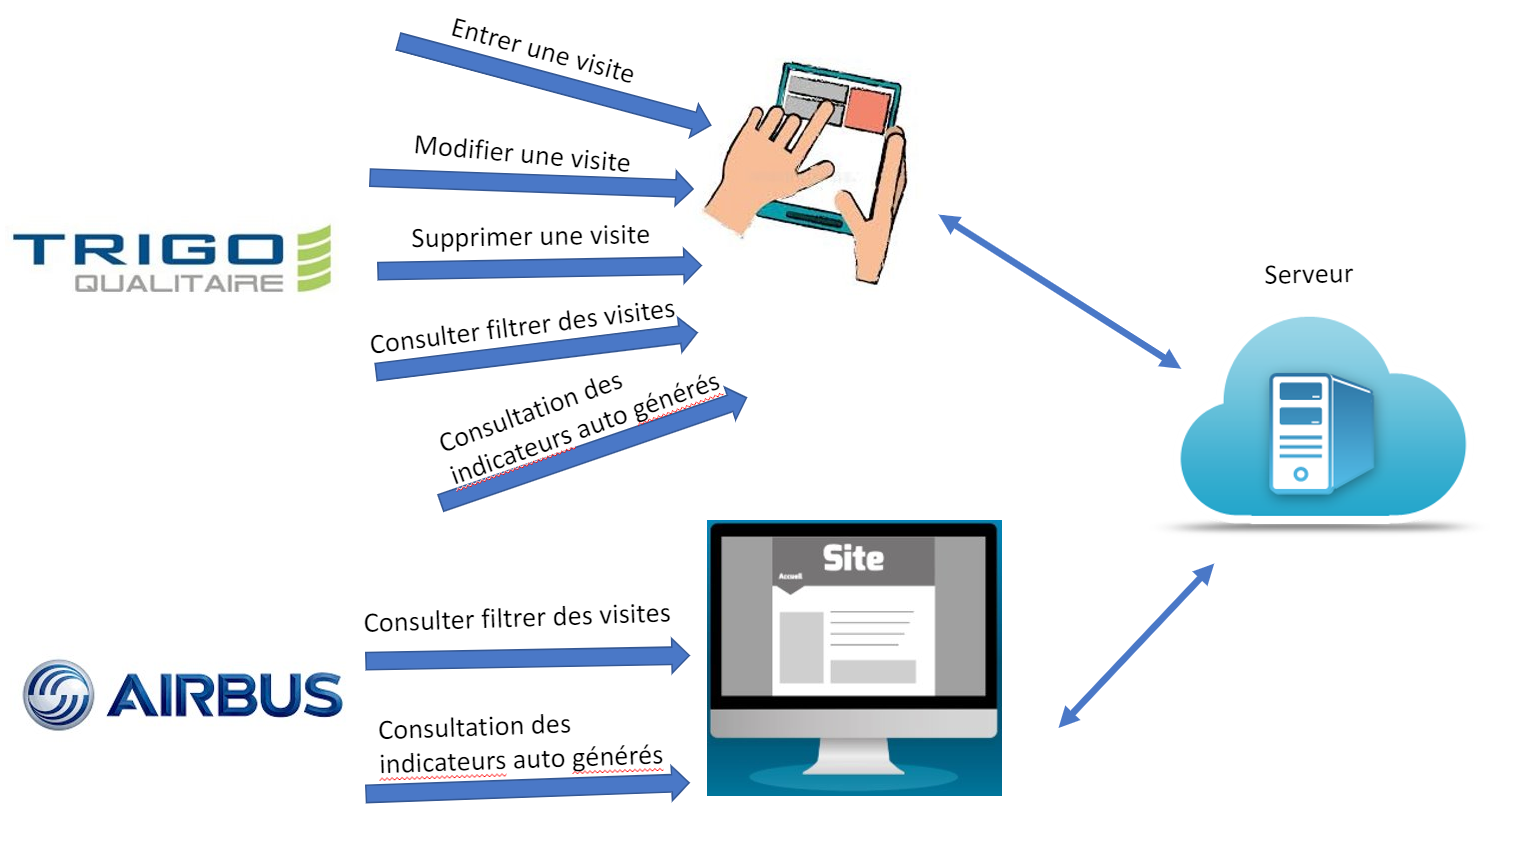 Entrer une visite
Modifier une visite
TRIGO
QUALITAIRE
Supprimer une visite
Consulter filtrer des visites
Consultation des
indicateurs auto générés
Serveur
Site
Accueil
Consulter filtrer des visites
AIRBUS
Consultation des
indicateurs auto générés